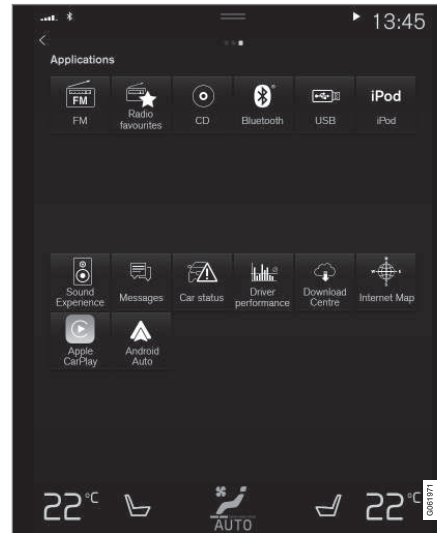 13:45
Applications
FM
iPod
FM
Radio
favourites
CD
Bluetooth
USB
iPod
Sound
Experience
Messages
Car status
Driver
performance
Download
Centre
Internet Map
Apple
CarPlay
Android
Auto
22°C
AUTO
22°C
G061971